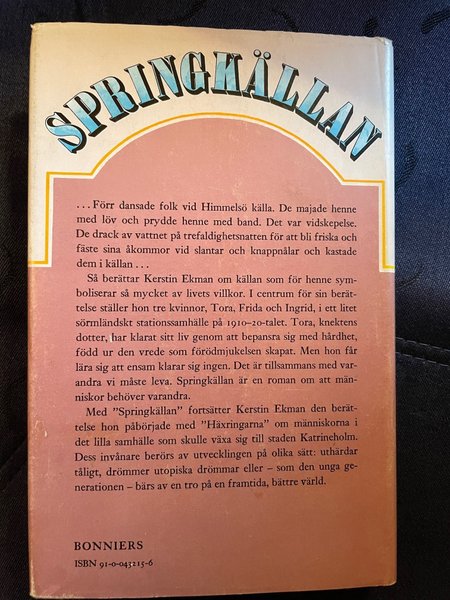 SPRINGKÄLLAN
. . . Förr dansade folk vid Himmelsö källa. De majade henne
med löv och prydde henne med band. Det var vidskepelse.
De drack av vattnet på trefaldighetsnatten för att bli friska och
fäste sina åkommor vid slantar och knappnålar och kastade
dem i källan . . .
Så berättar Kerstin Ekman om källan som för henne sym-
boliserar så mycket av livets villkor. I centrum för sin berät-
telse ställer hon tre kvinnor, Tora, Frida och Ingrid, i ett litet
sörmländskt stationssamhälle på 1910–20-talet. Tora, knektens
dotter, har klarat sitt liv genom att bepansra sig med hårdhet,
född ur den vrede som förödmjukelsen skapat. Men hon får
lära sig att ensam klarar sig ingen. Det är tillsammans med var-
andra vi måste leva. Springkällan är en roman om att män-
niskor behöver varandra.
Med ”Springkällan” fortsätter Kerstin Ekman den berät-
telse hon påbörjade med ”Häxringarna” om människorna i
det lilla samhälle som skulle växa sig till staden Katrineholm.
Dess invånare berörs av utvecklingen på olika sätt: uthärdar
tåligt, drömmer utopiska drömmar eller – som den unga ge-
nerationen – bärs av en tro på en framtida, bättre värld.
BONNIERS
ISBN 91-0-043215-6